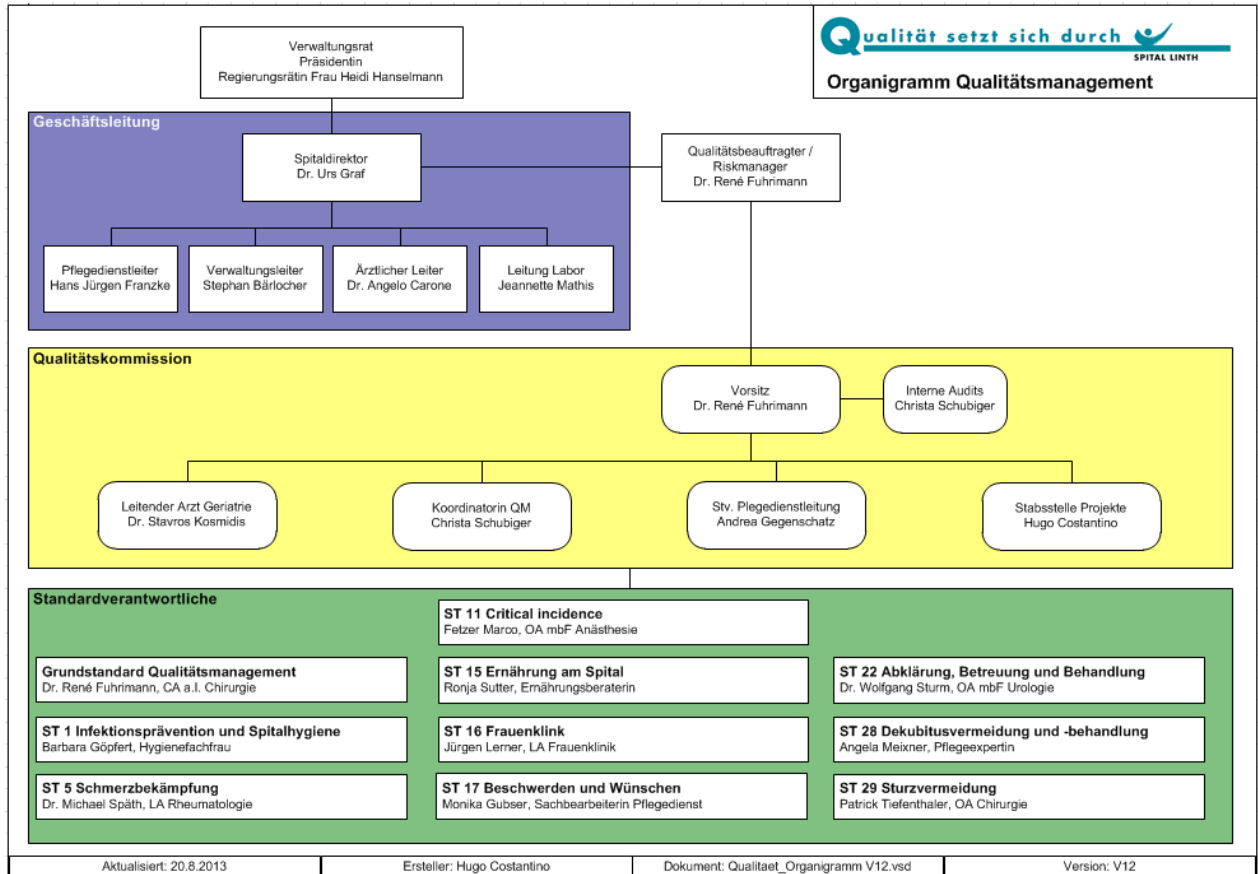 Qualität setzt sich durch
SPITAL LINTH
Organigramm Qualitätsmanagement
Verwaltungsrat
Präsidentin
Regierungsrätin Frau Heidi Hanselmann
Geschäftsleitung
Spitaldirektor
Dr. Urs Graf
Qualitätsbeauftragter /
Riskmanager
Dr. René Fuhrimann
Pflegedienstleiter
Hans Jürgen Franzke
Verwaltungsleiter
Stephan Bärlocher
Ärztlicher Leiter
Dr. Angelo Carone
Leitung Labor
Jeannette Mathis
Qualitätskommission
Vorsitz
Dr. René Fuhrimann
Interne Audits
Christa Schubiger
Leitender Arzt Geriatrie
Dr. Stavros Kosmidis
Koordinatorin QM
Christa Schubiger
Stv. Plegedienstleitung
Andrea Gegenschatz
Stabsstelle Projekte
Hugo Costantino
Standardverantwortliche
ST 11 Critical incidence
Fetzer Marco, OA mbF Anästhesie
Grundstandard Qualitätsmanagement
Dr. René Fuhrimann, CA a.I. Chirurgie
ST 15 Ernährung am Spital
Ronja Sutter, Ernährungsberaterin
ST 22 Abklärung, Betreuung und Behandlung
Dr. Wolfgang Sturm, OA mbF Urologie
ST 1 Infektionsprävention und Spitalhygiene
Barbara Göpfert, Hygienefachfrau
ST 16 Frauenklink
Jürgen Lerner, LA Frauenklinik
ST 28 Dekubitusvermeidung und -behandlung
Angela Meixner, Pflegeexpertin
ST 5 Schmerzbekämpfung
Dr. Michael Späth, LA Rheumatologie
ST 17 Beschwerden und Wünschen
Monika Gubser, Sachbearbeiterin Pflegedienst
ST 29 Sturzvermeidung
Patrick Tiefenthaler, OA Chirurgie
Aktualisiert: 20.8.2013
Ersteller: Hugo Costantino
Dokument: Qualitaet_Organigramm V12.vsd
Version: V12